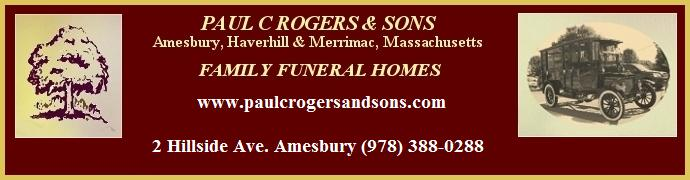 PAUL C ROGERS & SONS
Amesbury, Haverhill & Merrimac, Massachusetts
FAMILY FUNERAL HOMES
www.paulcrogersandsons.com
2 Hillside Ave. Amesbury (978) 388-0288